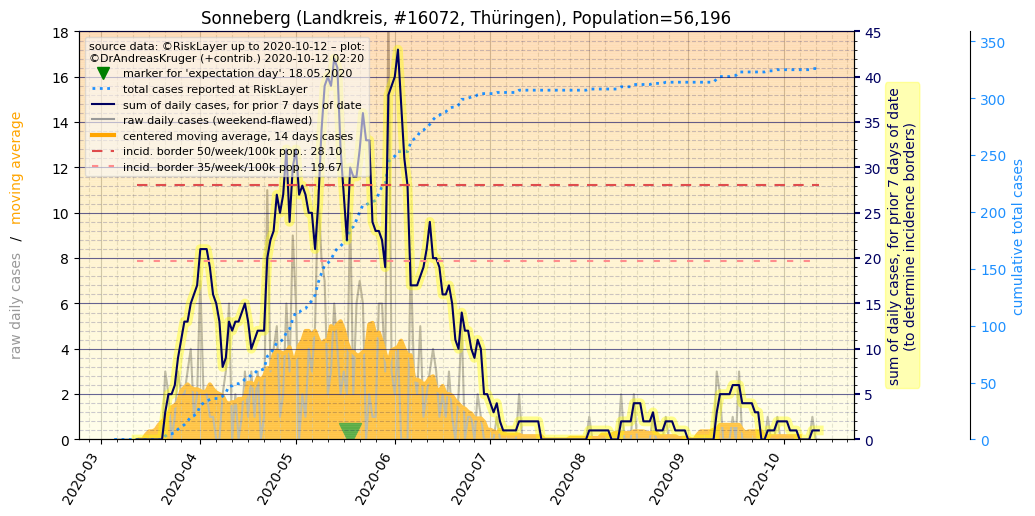 Sonneberg (Landkreis, #16072, Thüringen), Population=56,196
source data: ©RiskLayer up to 2020-10-12 – plot:
©DrAndreasKruger (+contrib.) 2020-10-12 02:20
marker for 'expectation day': 18.05.2020
total cases reported at RiskLayer
sum of daily cases, for prior 7 days of date
raw daily cases (weekend-flawed)
centered moving average, 14 days cases
incid. border 50/week/100k pop.: 28.10
incid. border 35/week/100k pop.: 19.67
raw daily cases / moving average
18
16
14
12
10
8
6
4
2
0
45
40
35
30
25
20
15
10
5
0
sum of daily cases, for prior 7 days of date
(to determine incidence borders)
350
300
250
200
150
100
50
0
cumulative total cases
2020-03
2020-04
2020-05
2020-06
2020-07
2020-08
2020-09
2020-10